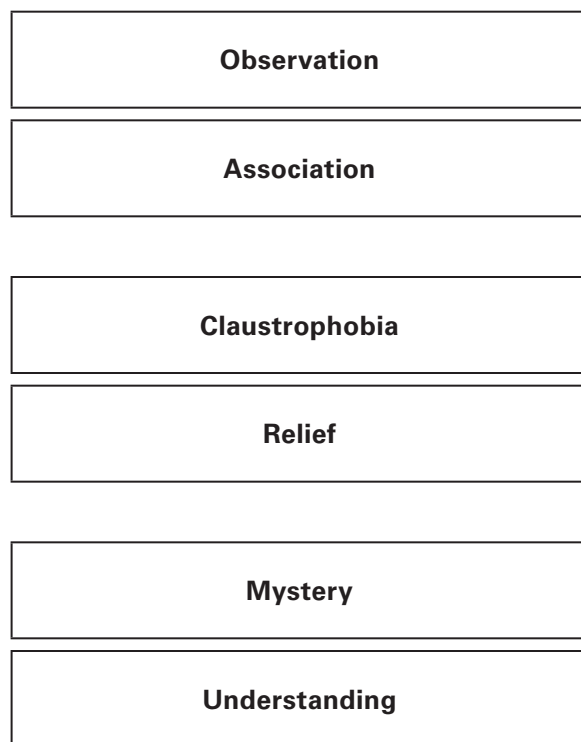 Observation
Association
Claustrophobia
Relief
Mystery
Understanding